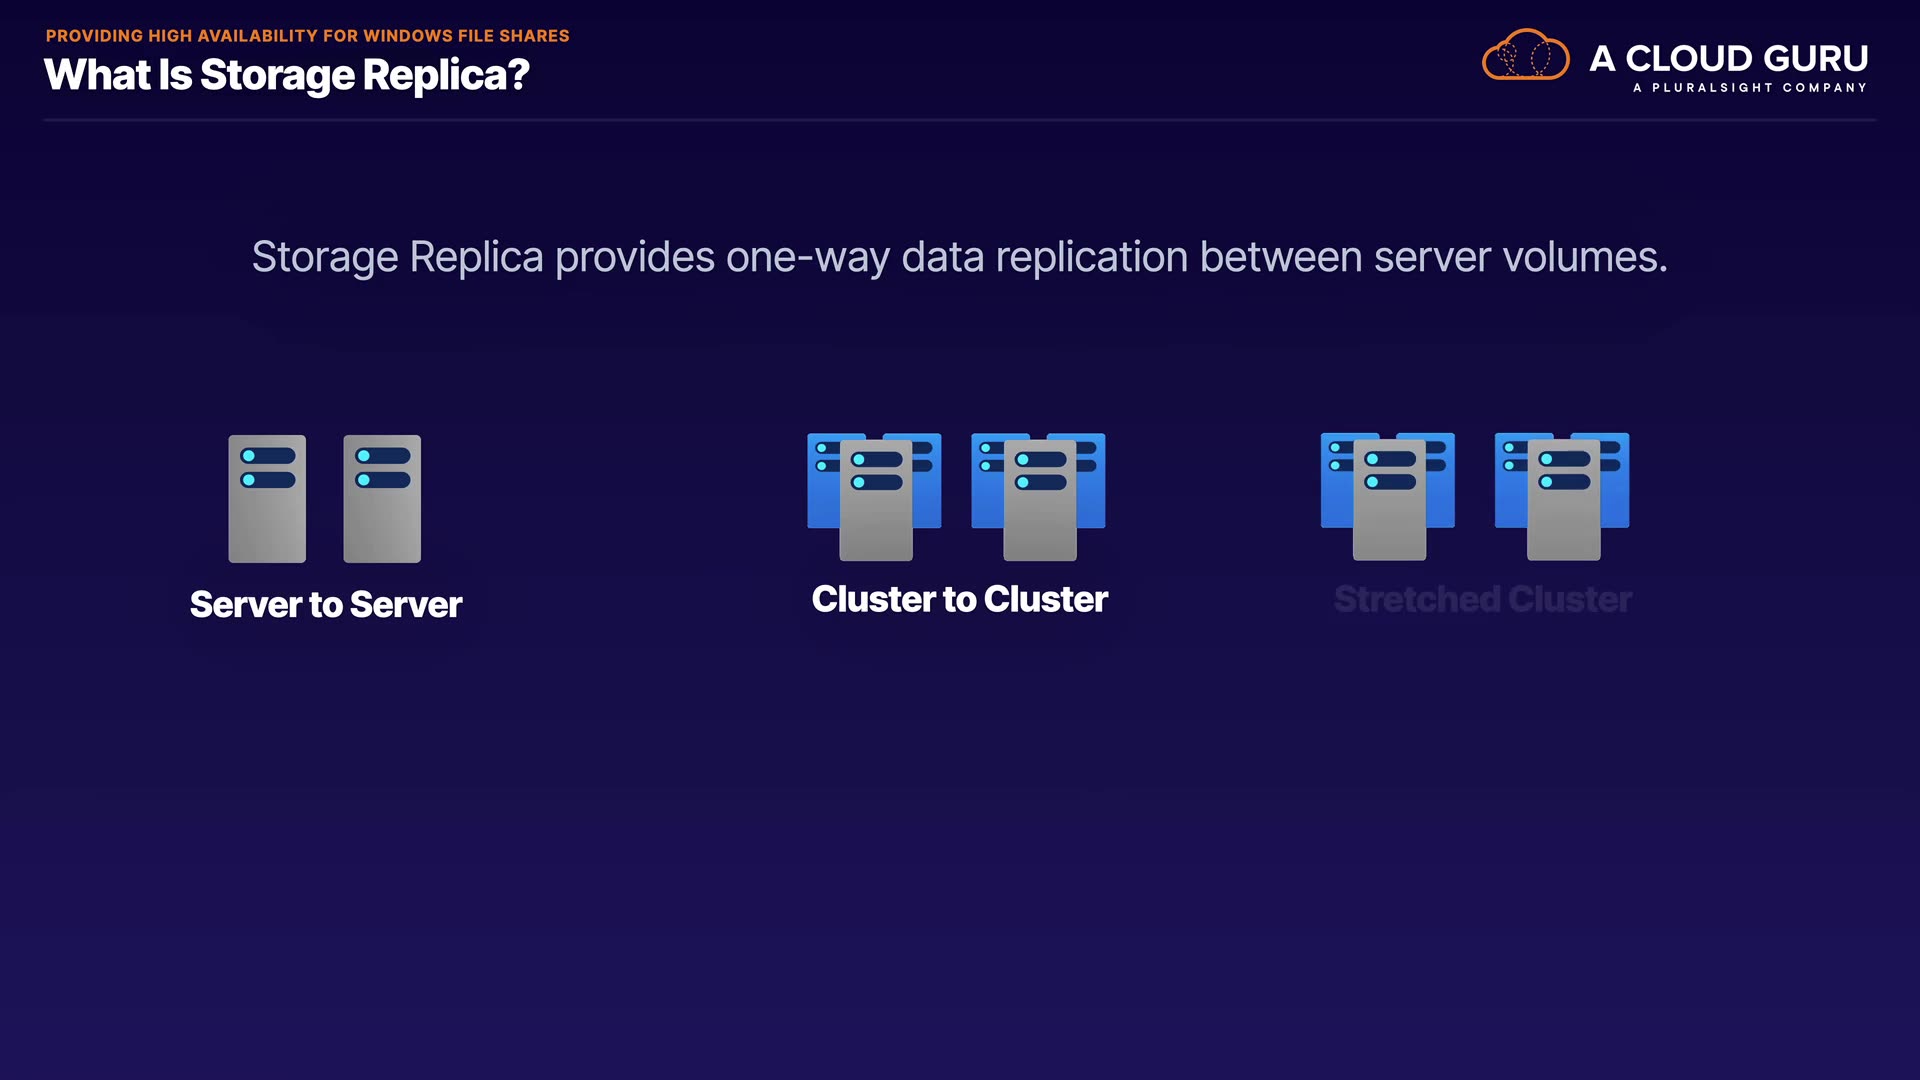 PROVIDING HIGH AVAILABILITY FOR WINDOWS FILE SHARES
What Is Storage Replica?
A CLOUD GURU
A PLURALSIGHT COMPANY
Storage Replica provides one-way data replication between server volumes.
Server to Server
Cluster to Cluster
Stretched Cluster